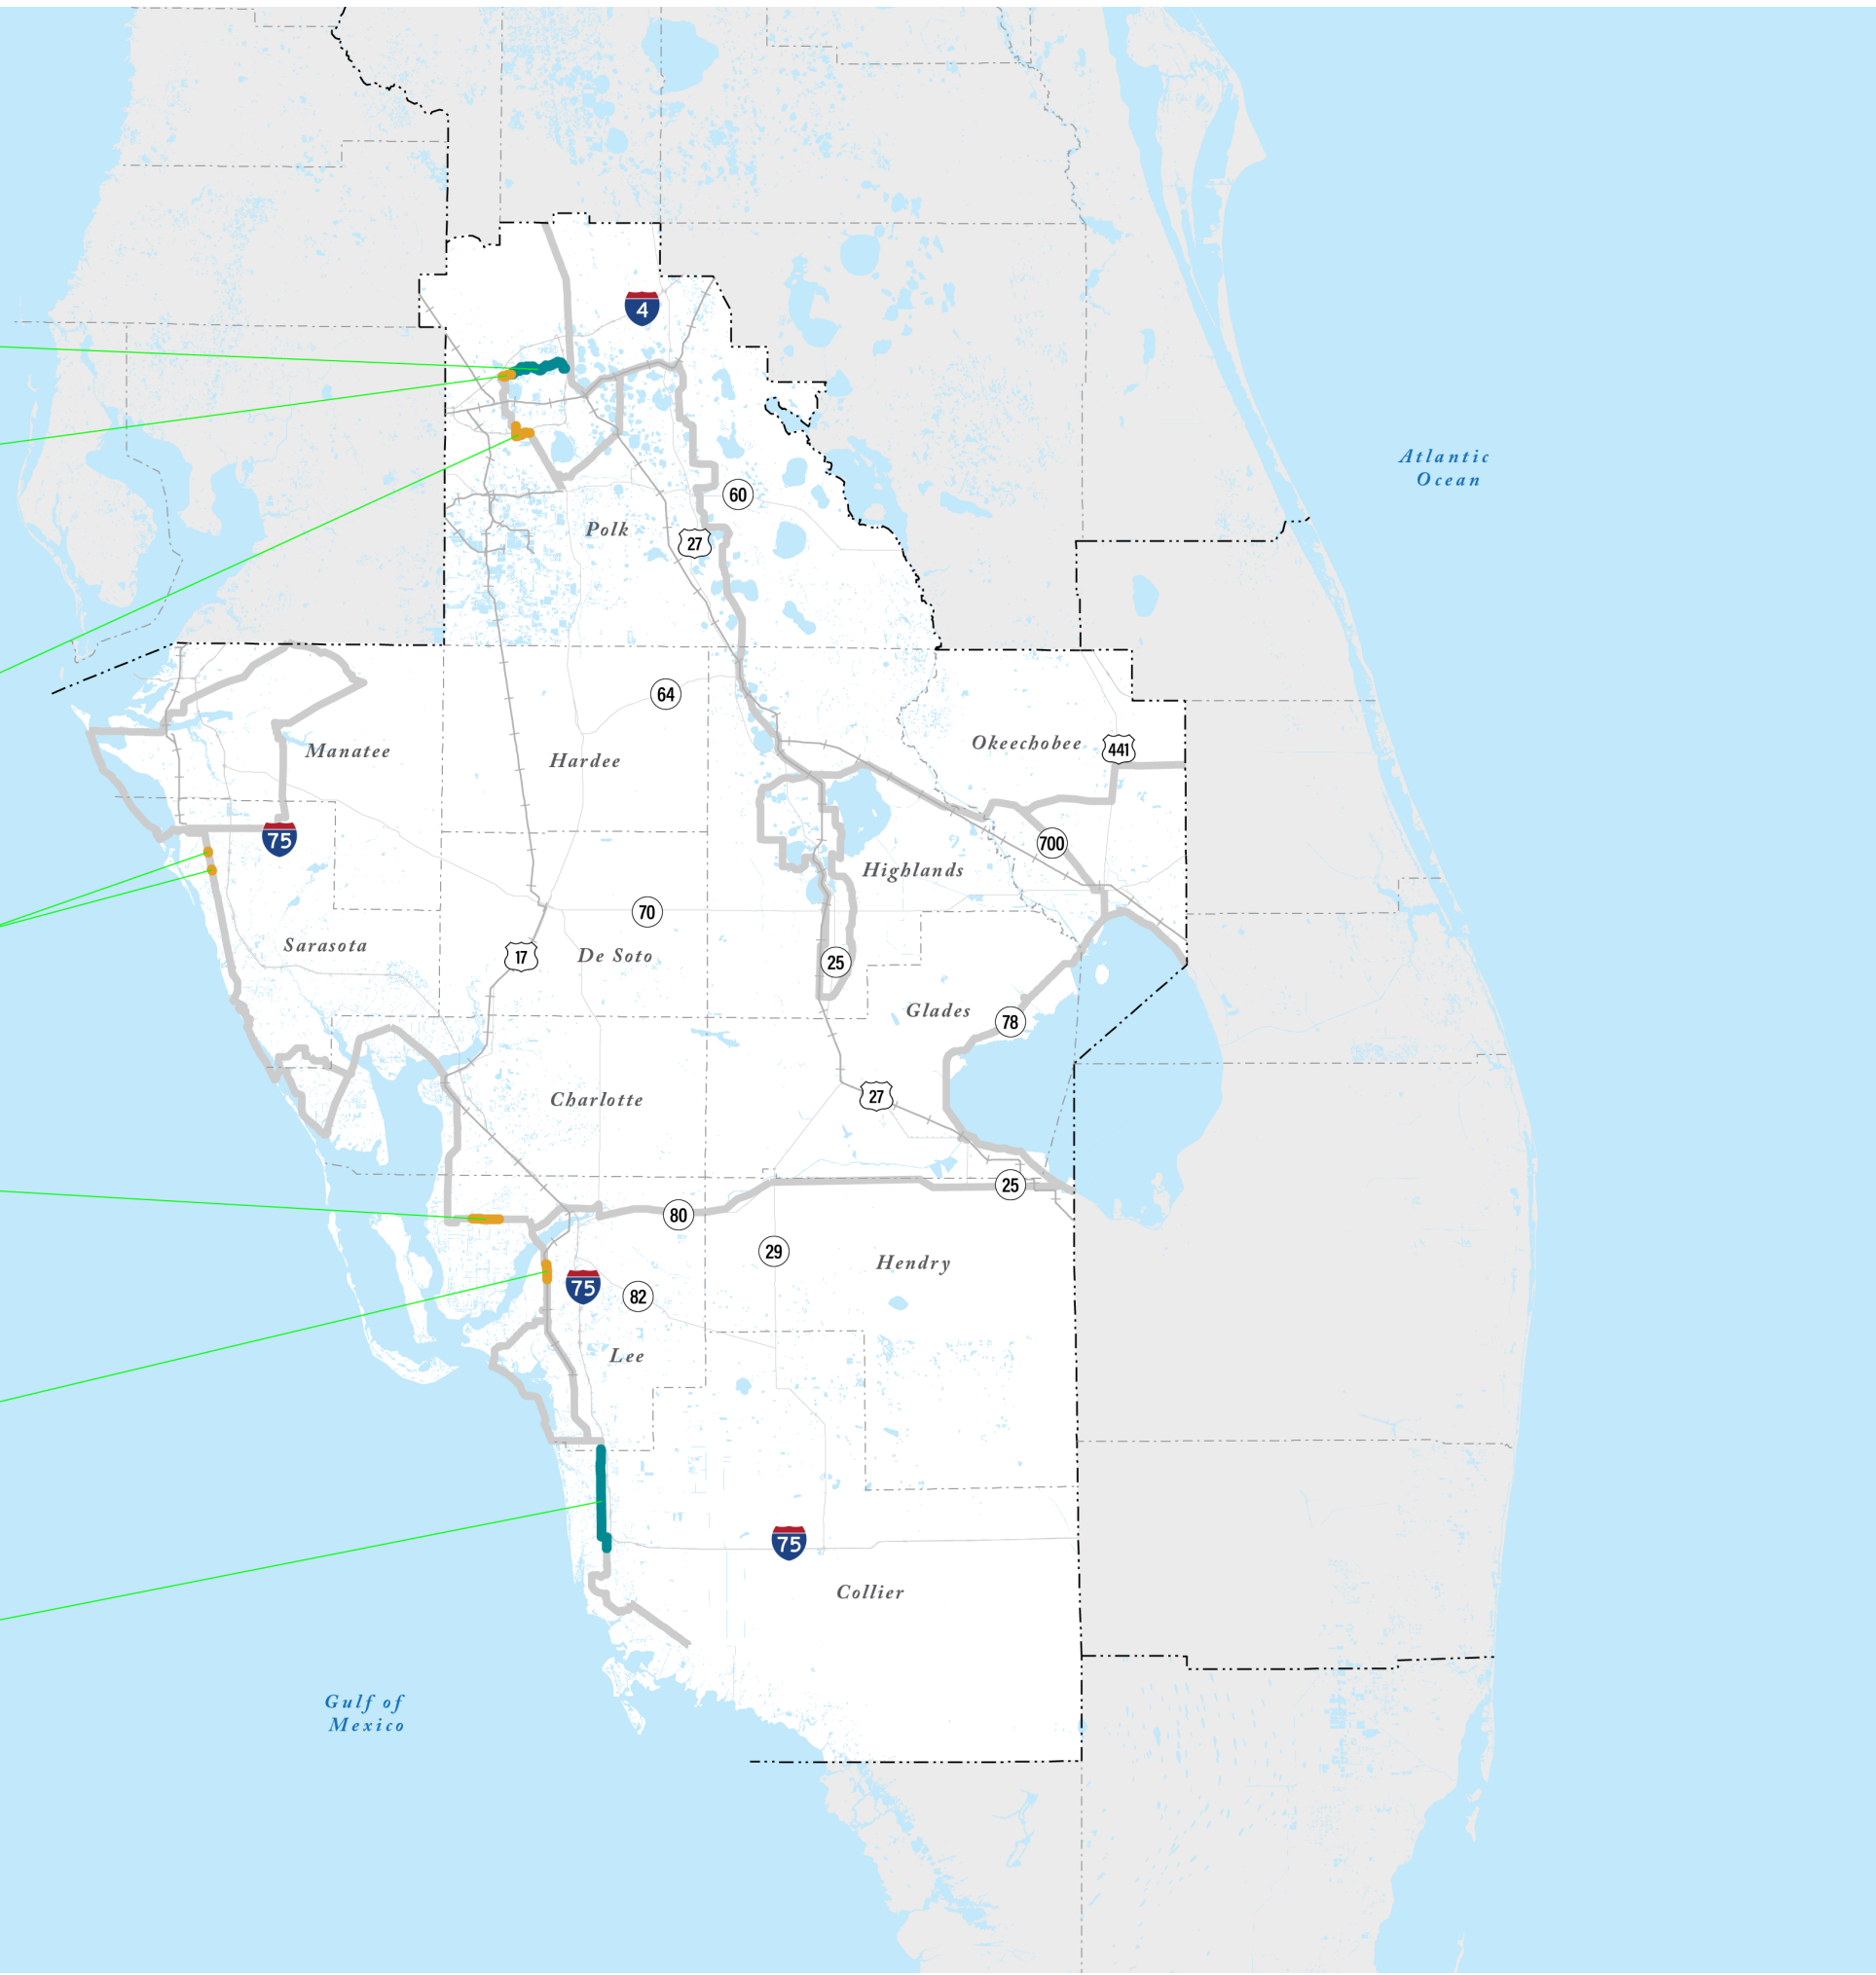 4
Atlantic
Ocean
60
Polk
27
64
Manatee
Hardee
Okeechobee
441
75
700
Highlands
70
Sarasota
17
De Soto
25
Glades
78
27
Charlotte
25
80
29
Hendry
75
82
Lee
75
Collier
Gulf of
Mexico